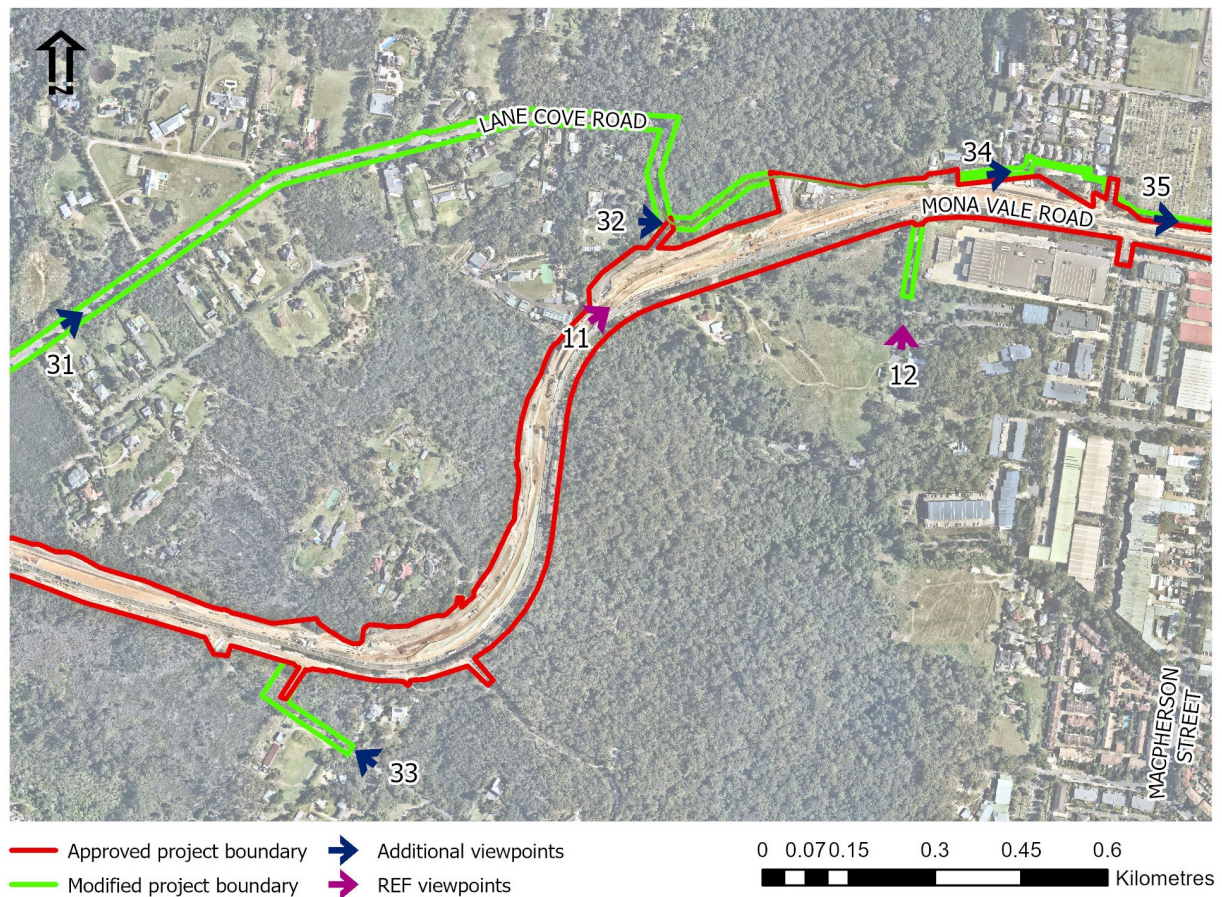 N
LANE COVE ROAD
34
35
32
MONA VALE ROAD
31
11
12
33
MACPHERSON
STREET
Approved project boundary
Additional viewpoints
Modified project boundary
REF viewpoints
0 0.07 0.15 0.3 0.45 0.6
Kilometres